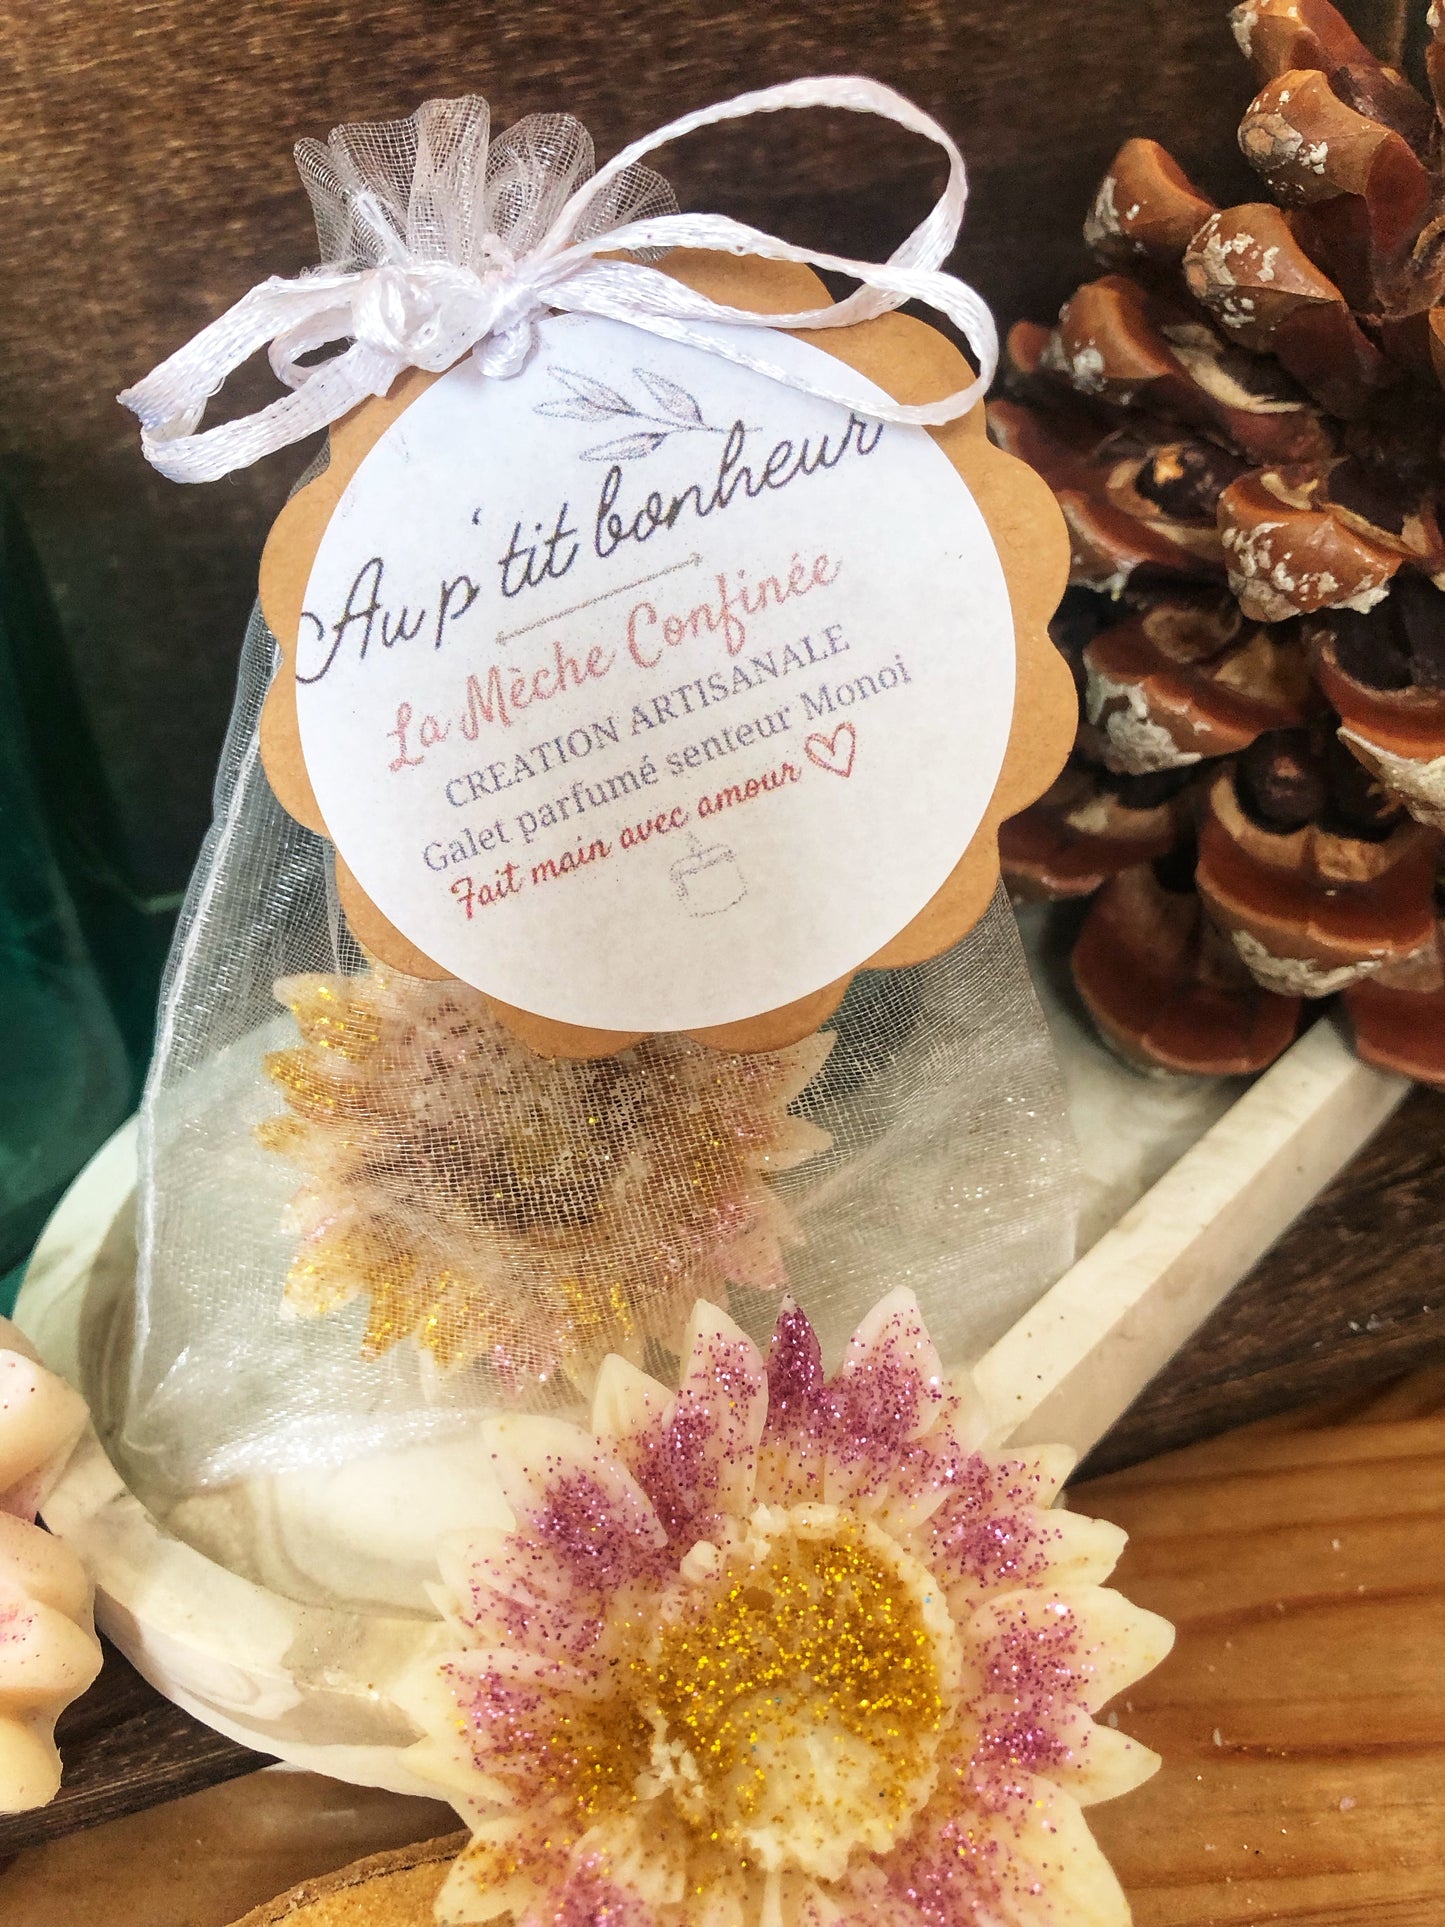 Au p'tit bonheur
La Mèche Confinée
CREATION ARTISANALE
Galet parfumé senteur Monoi
Fait main avec amour